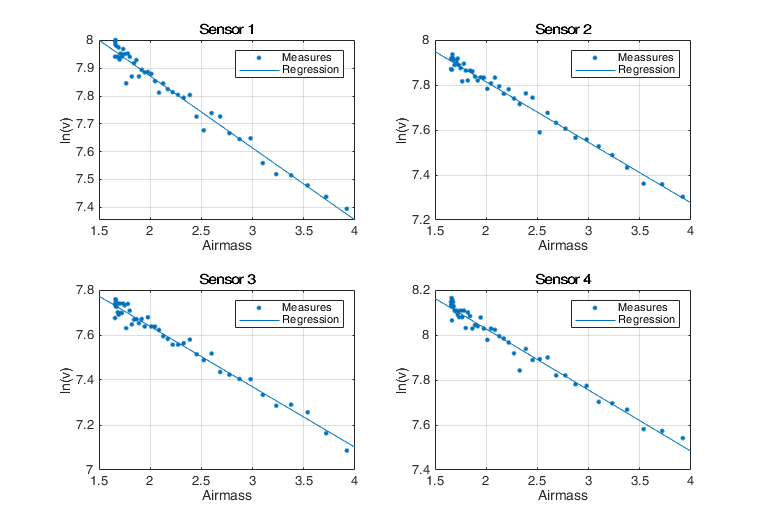 Sensor 1
8
7.9
7.8
7.7
7.6
7.5
7.4
ln(v)
1.5 2 2.5 3 3.5 4
Airmass
Measures
Regression
Sensor 2
8
7.8
7.6
7.4
7.2
ln(v)
1.5 2 2.5 3 3.5 4
Airmass
Measures
Regression
Sensor 3
7.8
7.6
7.4
7.2
7
ln(v)
1.5 2 2.5 3 3.5 4
Airmass
Measures
Regression
Sensor 4
8.2
8
7.8
7.6
7.4
ln(v)
1.5 2 2.5 3 3.5 4
Airmass
Measures
Regression